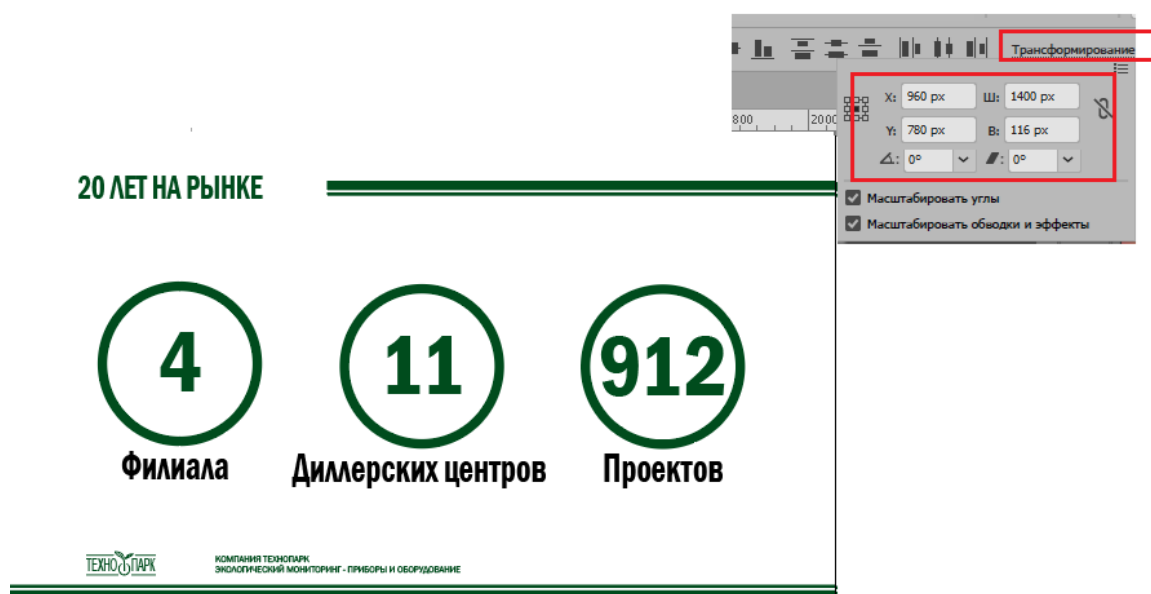 Трансформирование
X: 960 px Ш: 1400 px
Y: 780 px В: 116 px
0° 0°
Масштабировать углы
Масштабировать обводки и эффекты
800 2000
20 ЛЕТ НА РЫНКЕ
4 11 912
Филиала Диллерских центров Проектов
ТЕХНОПАРК
КОМПАНИЯ ТЕХНОПАРК
ЭКОЛОГИЧЕСКИЙ МОНИТОРИНГ - ПРИБОРЫ И ОБОРУДОВАНИЕ